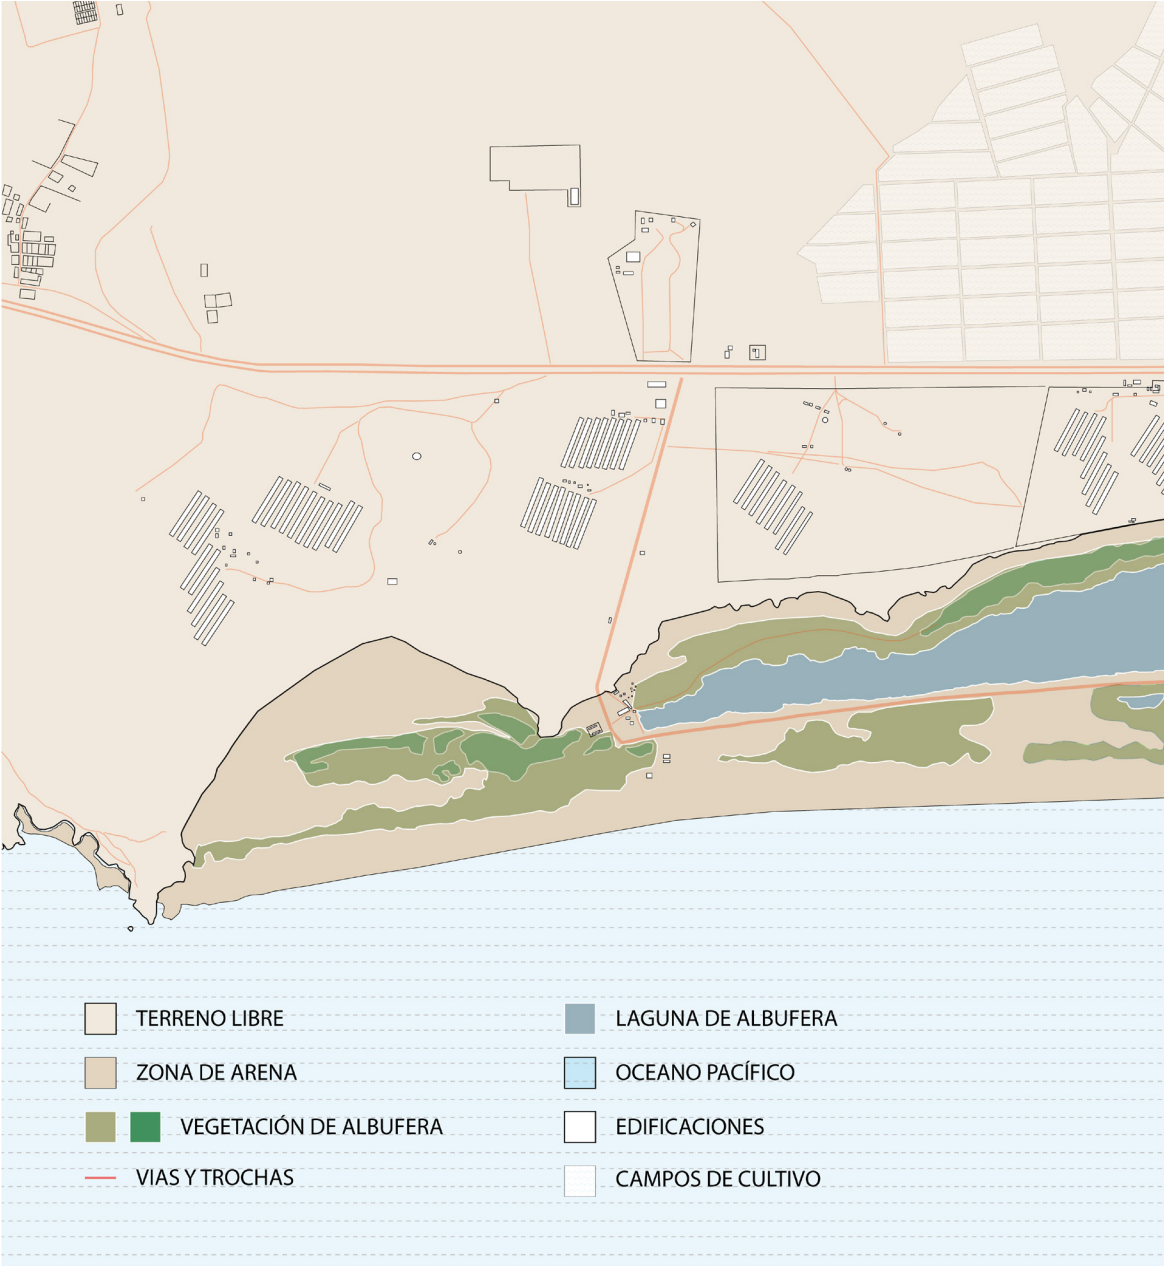 TERRENO LIBRE
ZONA DE ARENA
VEGETACIÓN DE ALBUFERA
VIAS Y TROCHAS
LAGUNA DE ALBUFERA
OCEANO PACÍFICO
EDIFICACIONES
CAMPOS DE CULTIVO